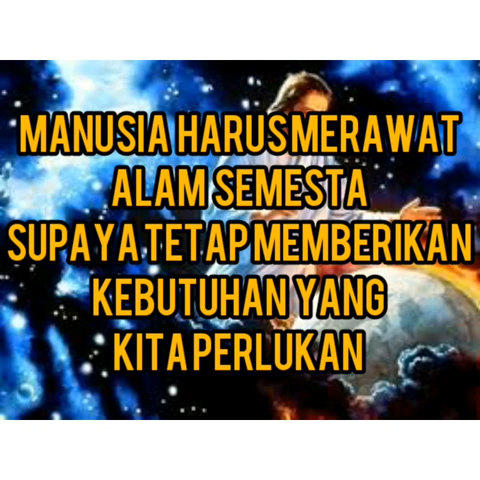 MANUSIA HARUS MERAWAT
ALAM SEMESTA
SUPAYA TETAP MEMBERIKAN
KEBUTUHAN YANG
KITA PERLUKAN